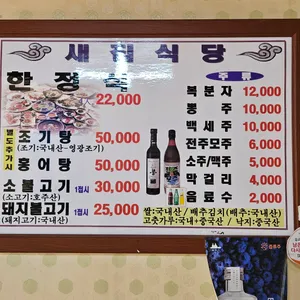 새집식당
한정식
22,000
별도추가시
조기탕 50,000
(조기:국내산-영광조기)
홍어탕 50,000
소불고기 1접시 30,000
(소고기:호주산)
돼지불고기 1접시 25,000
(돼지고기:국내산)
주류
복분자 12,000
뽕주 10,000
백세주 10,000
전주모주 6,000
소주/맥주 5,000
막걸리 4,000
음료수 2,000
쌀:국내산 / 배추김치(배추:국내산)
고춧가루:국내+중국산 / 낙지:중국산